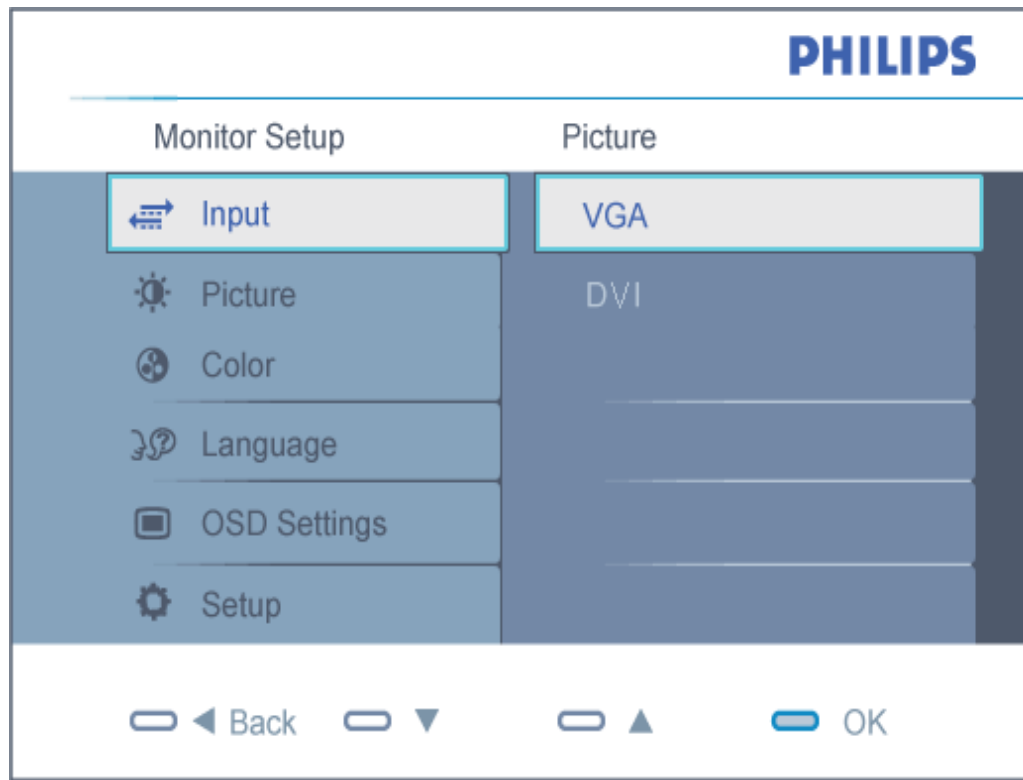 PHILIPS
Monitor Setup Picture
Input VGA
Picture DVI
Color
Language
OSD Settings
Setup
Back OK